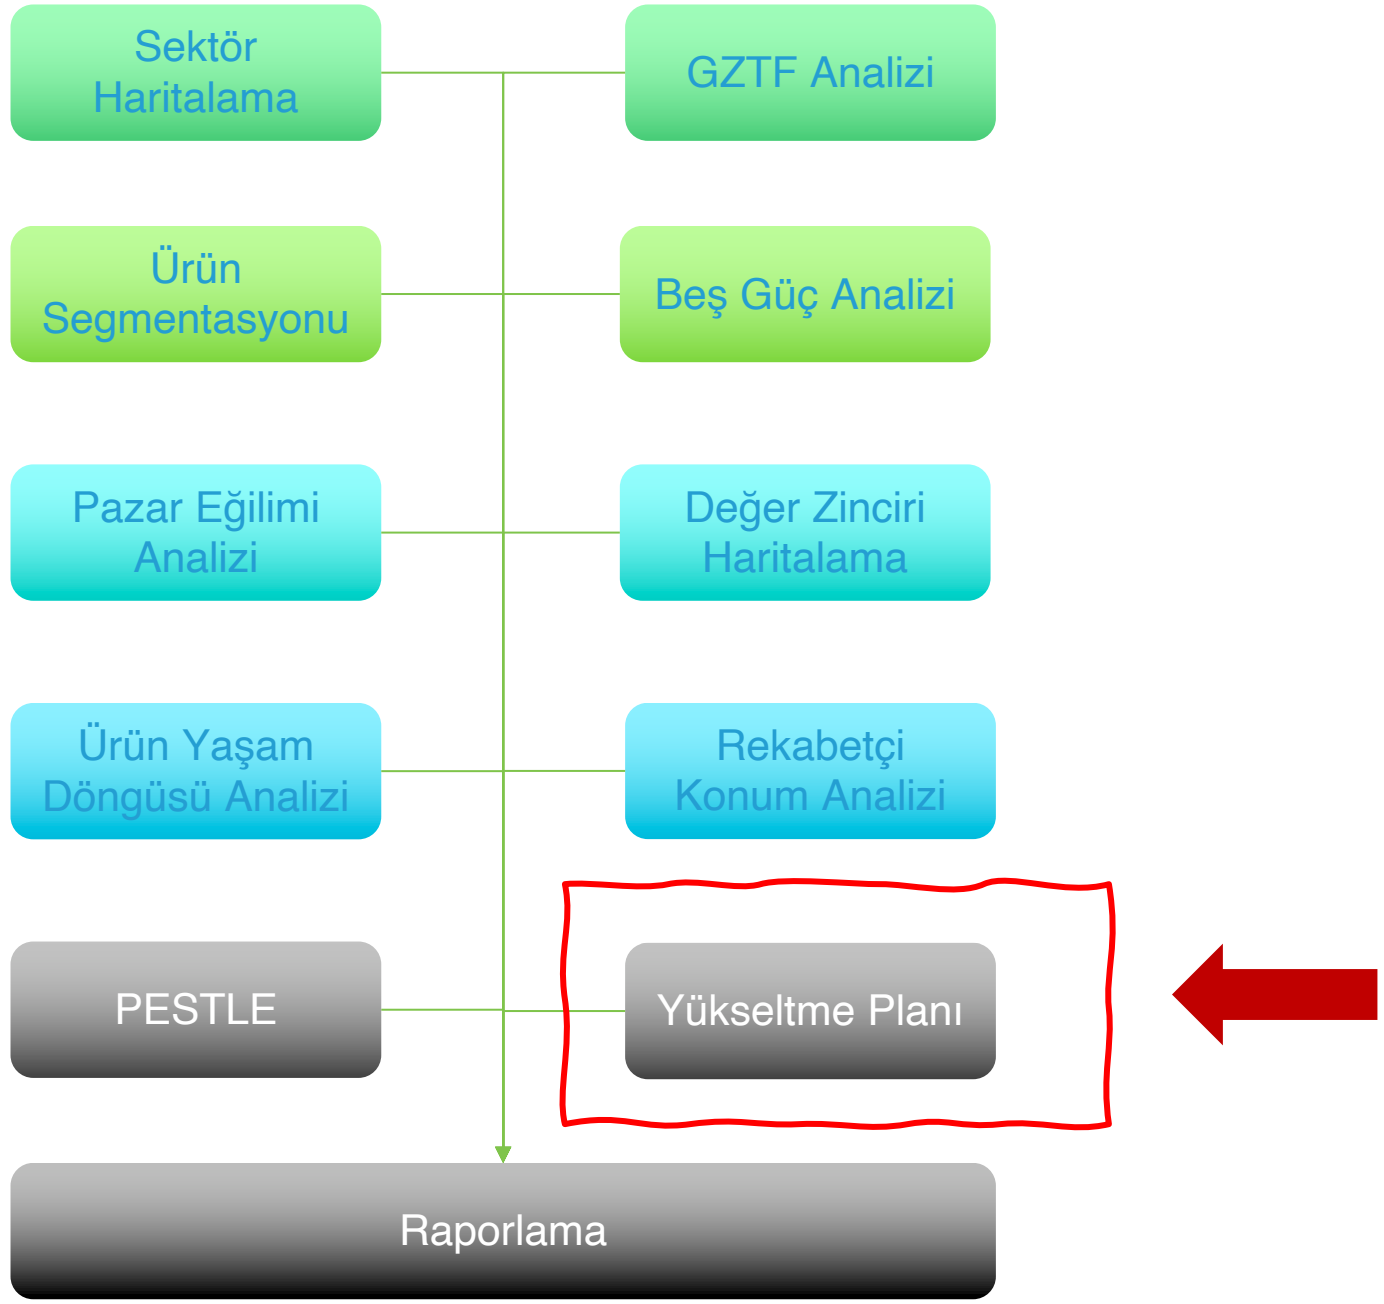 Sektör
Haritalama
GZTF Analizi
Ürün
Segmentasyonu
Beş Güç Analizi
Pazar Eğilimi
Analizi
Değer Zinciri
Haritalama
Ürün Yaşam
Döngüsü Analizi
Rekabetçi
Konum Analizi
PESTLE
Yükseltme Planı
Raporlama